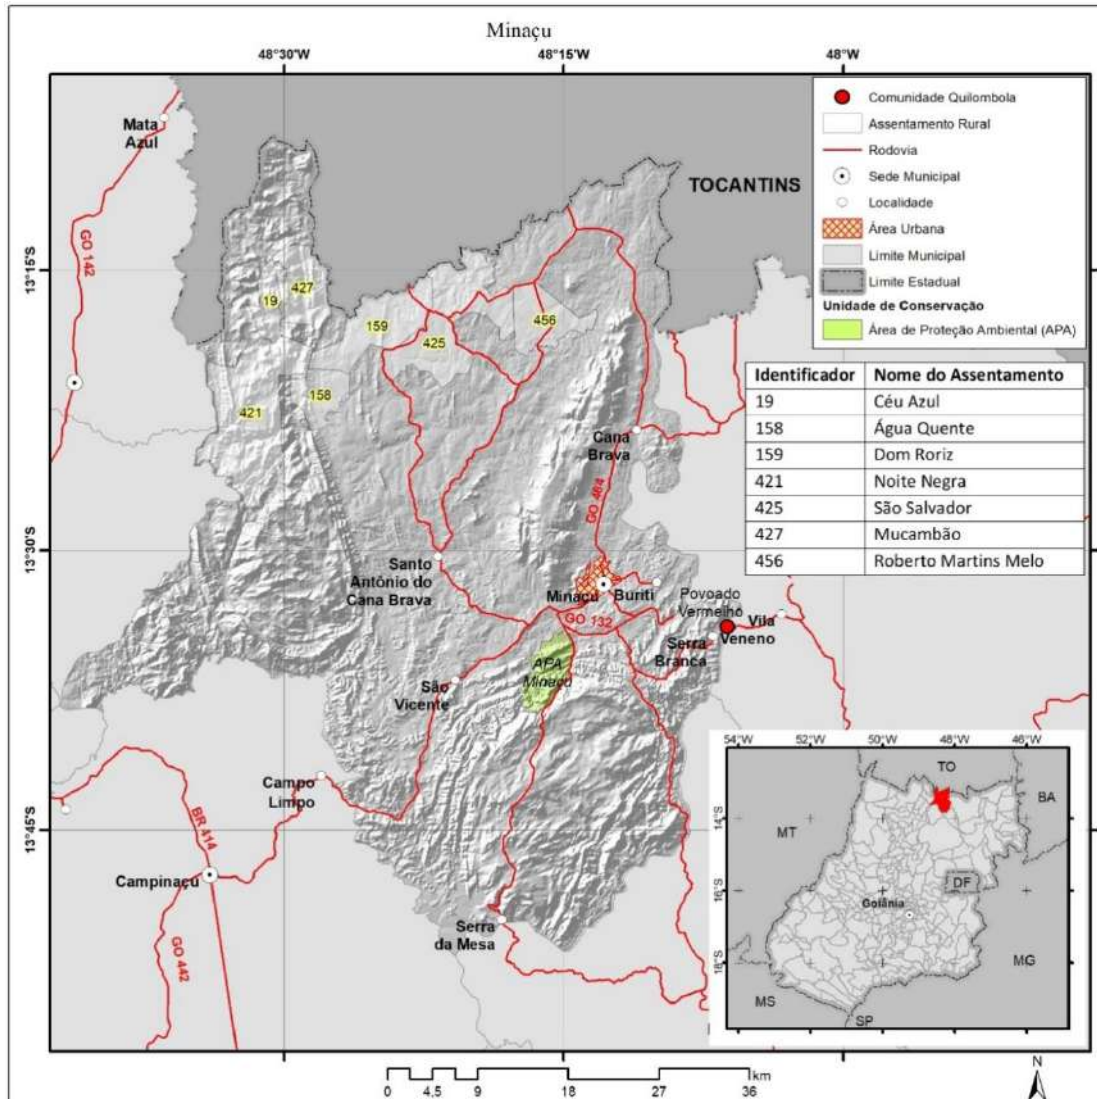 Minaçu
48°30'W
48°15'W
48°W
Mata
Azul
TOCANTINS
Comunidade Quilombola
Assentamento Rural
Rodovia
Sede Municipal
Localidade
Área Urbana
Limite Municipal
Limite Estadual
Unidade de Conservação
Área de Proteção Ambiental (APA)
GO 142
13°15'S
427
19
159
456
425
158
421
Identificador Nome do Assentamento
19 Céu Azul
158 Água Quente
159 Dom Roriz
421 Noite Negra
425 São Salvador
427 Mucambão
456 Roberto Martins Melo
Cana
Brava
GO 464
13°30'S
Santo
Antônio do
Cana Brava
Minaçu
Buriti
Povoado
Vermelho
GO 132
Vila
Veneno
Serra
Branca
APA
Minaçu
São
Vicente
Campo
Limpo
13°45'S
BR 414
Campinaçu
GO 442
Serra
da Mesa
54°W
52°W
50°W
48°W
46°W
TO
BA
14°S
MT
16°S
DF
Goiânia
18°S
MG
MS
SP
0 4,5 9 18 27 36 km
N